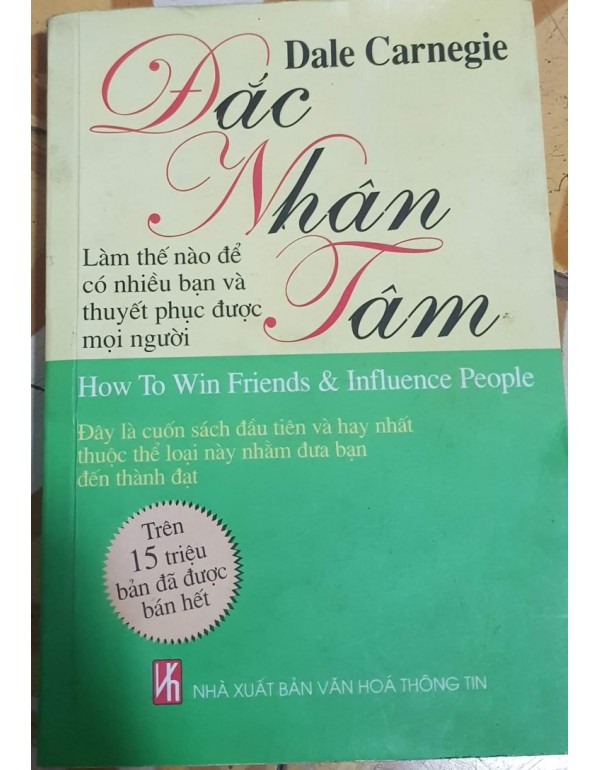 Dale Carnegie
Đắc
Nhân
Tâm
Làm thế nào để
có nhiều bạn và
thuyết phục được
mọi người
How To Win Friends & Influence People
Đây là cuốn sách đầu tiên và hay nhất
thuộc thể loại này nhằm đưa bạn
đến thành đạt
Trên
15 triệu
bản đã được
bán hết
NHÀ XUẤT BẢN VĂN HOÁ THÔNG TIN